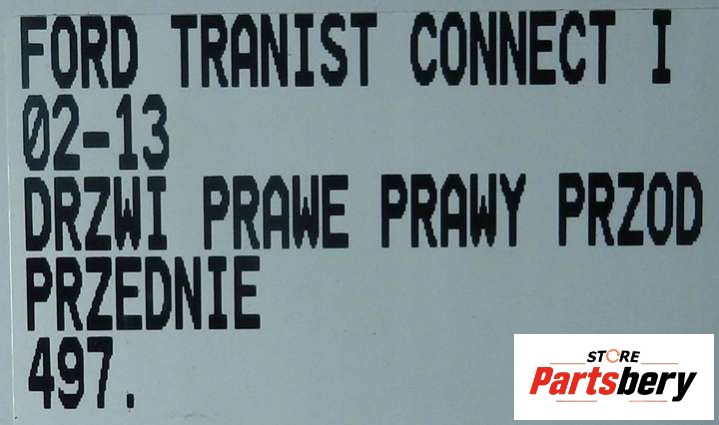 FORD TRANIST CONNECT I
02-13
DRZWI PRAWE PRAWY PRZOD
PRZEDNIE
497.
STORE
Partsbery